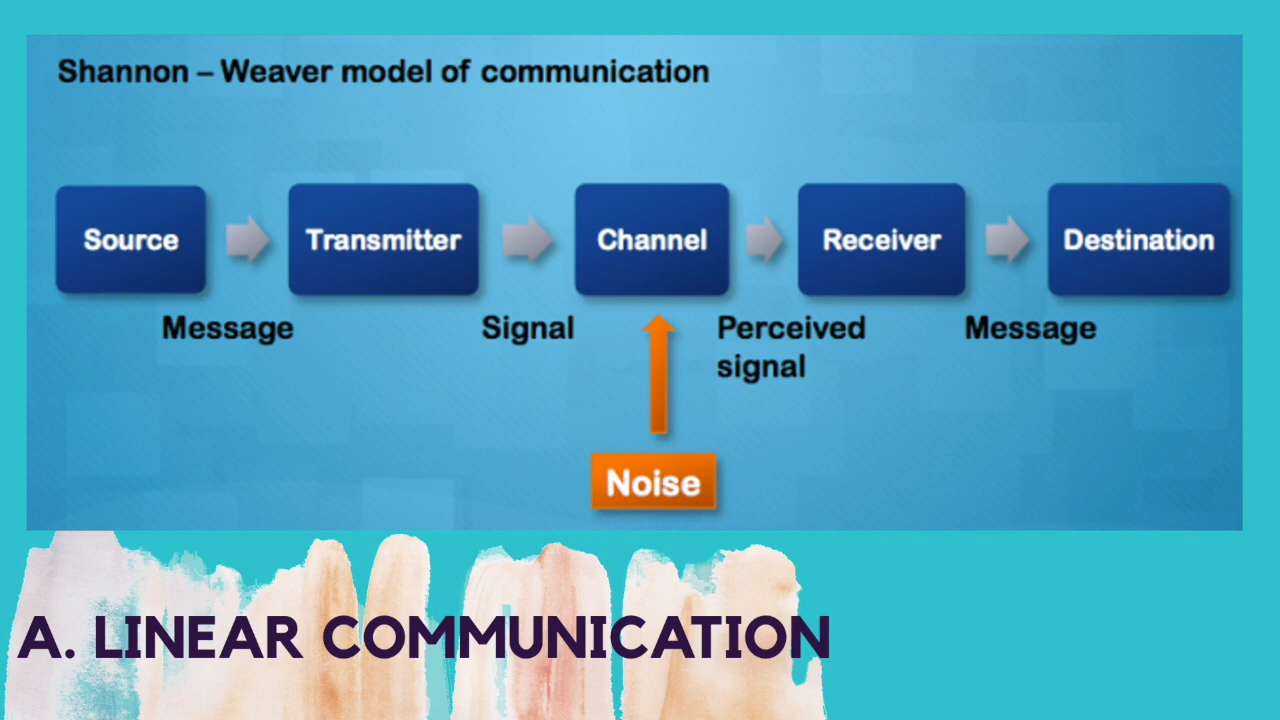 Shannon – Weaver model of communication
Source
Transmitter
Channel
Receiver
Destination
Message
Signal
Perceived
signal
Message
Noise
A. LINEAR COMMUNICATION